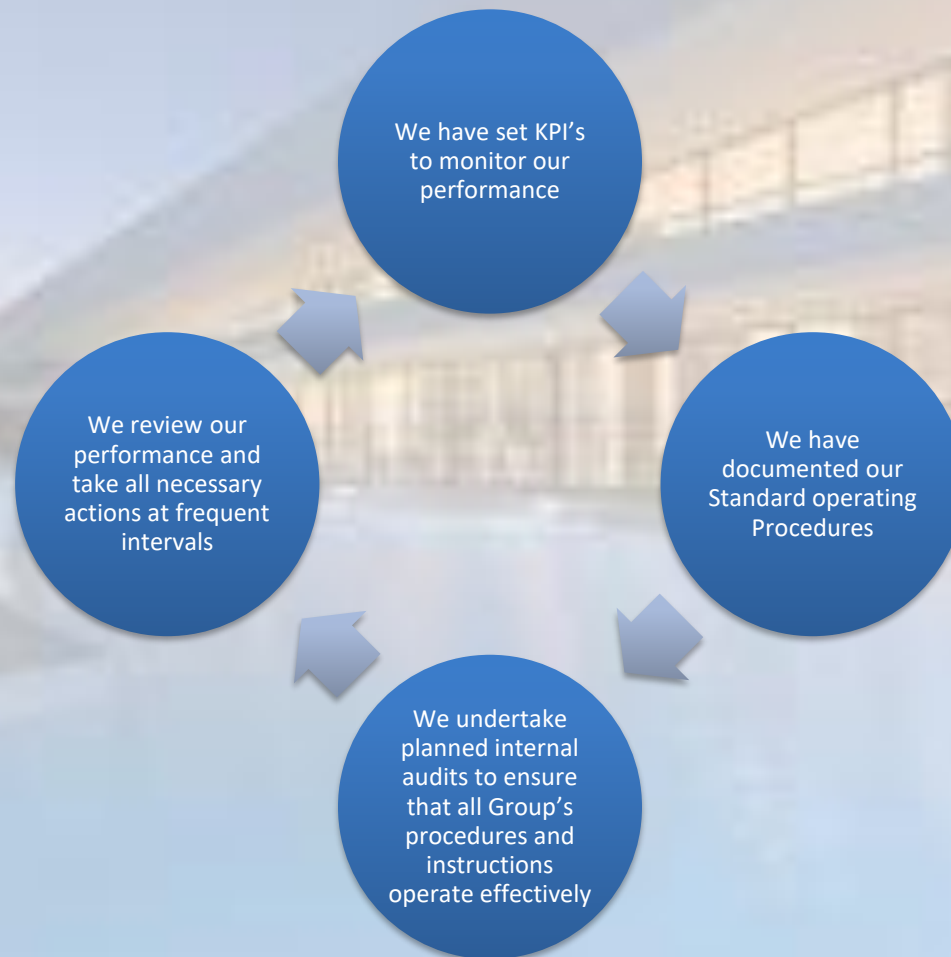 We have set KPI’s
to monitor our
performance
We have
documented our
Standard operating
Procedures
We undertake
planned internal
audits to ensure
that all Group’s
procedures and
instructions
operate effectively
We review our
performance and
take all necessary
actions at frequent
intervals